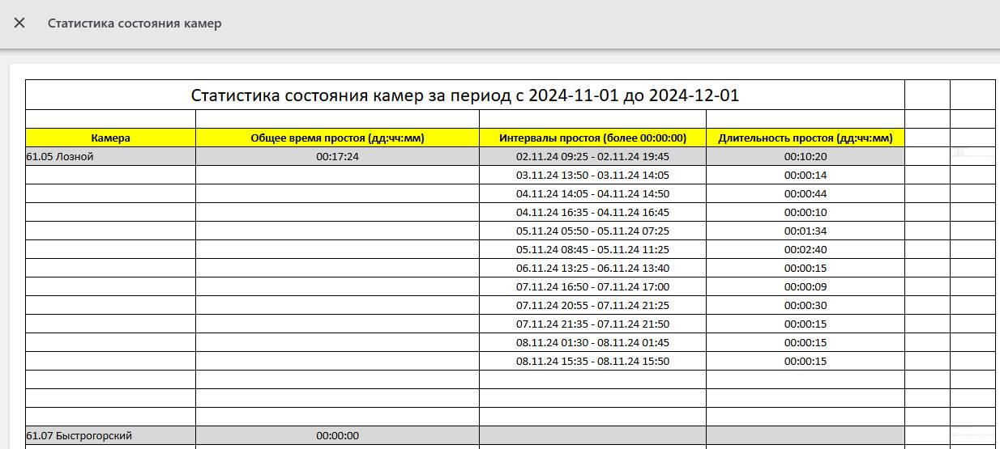 Статистика состояния камер
Статистика состояния камер за период с 2024-11-01 до 2024-12-01
Камера Общее время простоя (дд:чч:мм) Интервалы простоя (более 00:00:00) Длительность простоя (дд:чч:мм)
61.05 Лозной 00:17:24 02.11.24 09:25 - 02.11.24 19:45 00:10:20
03.11.24 13:50 - 03.11.24 14:05 00:00:14
04.11.24 14:05 - 04.11.24 14:50 00:00:44
04.11.24 16:35 - 04.11.24 16:45 00:00:10
05.11.24 05:50 - 05.11.24 07:25 00:01:34
05.11.24 08:45 - 05.11.24 11:25 00:02:40
06.11.24 13:25 - 06.11.24 13:40 00:00:15
07.11.24 16:50 - 07.11.24 17:00 00:00:09
07.11.24 20:55 - 07.11.24 21:25 00:00:30
07.11.24 21:35 - 07.11.24 21:50 00:00:15
08.11.24 01:30 - 08.11.24 01:45 00:00:15
08.11.24 15:35 - 08.11.24 15:50 00:00:15
61.07 Быстрогорский 00:00:00